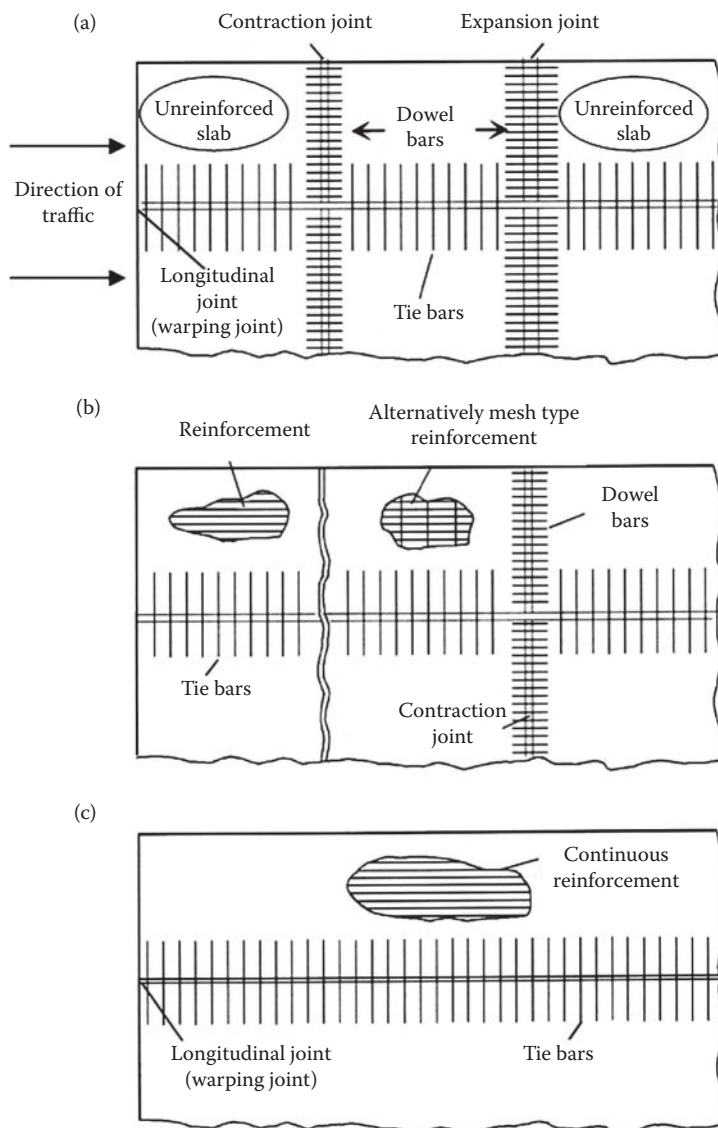 (a)
Contraction joint
Expansion joint
Unreinforced
slab
Dowel
bars
Unreinforced
slab
Direction of
traffic
Longitudinal
joint
(warping joint)
Tie bars
(b)
Reinforcement
Alternatively mesh type
reinforcement
Dowel
bars
Tie bars
Contraction
joint
(c)
Continuous
reinforcement
Longitudinal joint
(warping joint)
Tie bars